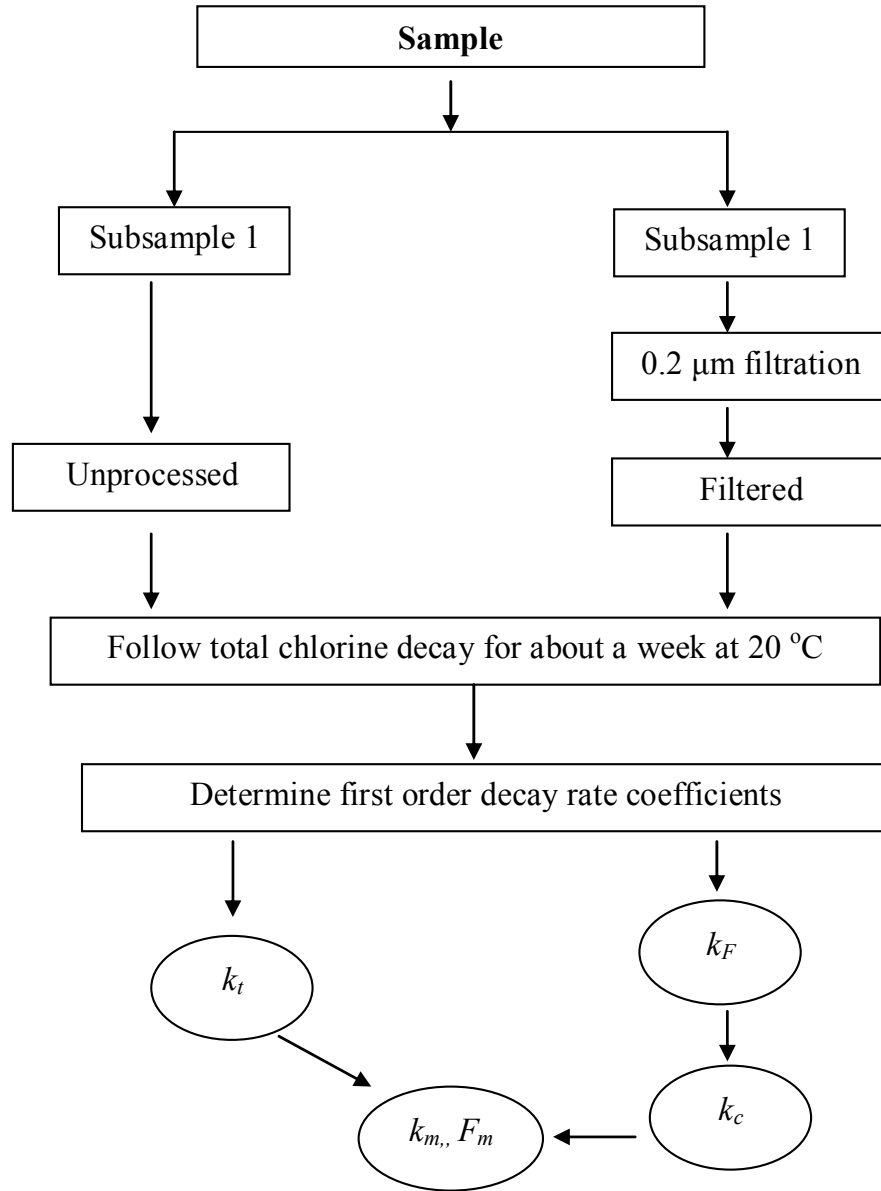 Sample
Subsample 1
Subsample 1
0.2 μm filtration
Unprocessed
Filtered
Follow total chlorine decay for about a week at 20 °C
Determine first order decay rate coefficients
k_t
k_F
k_c
k_{m,,} F_m